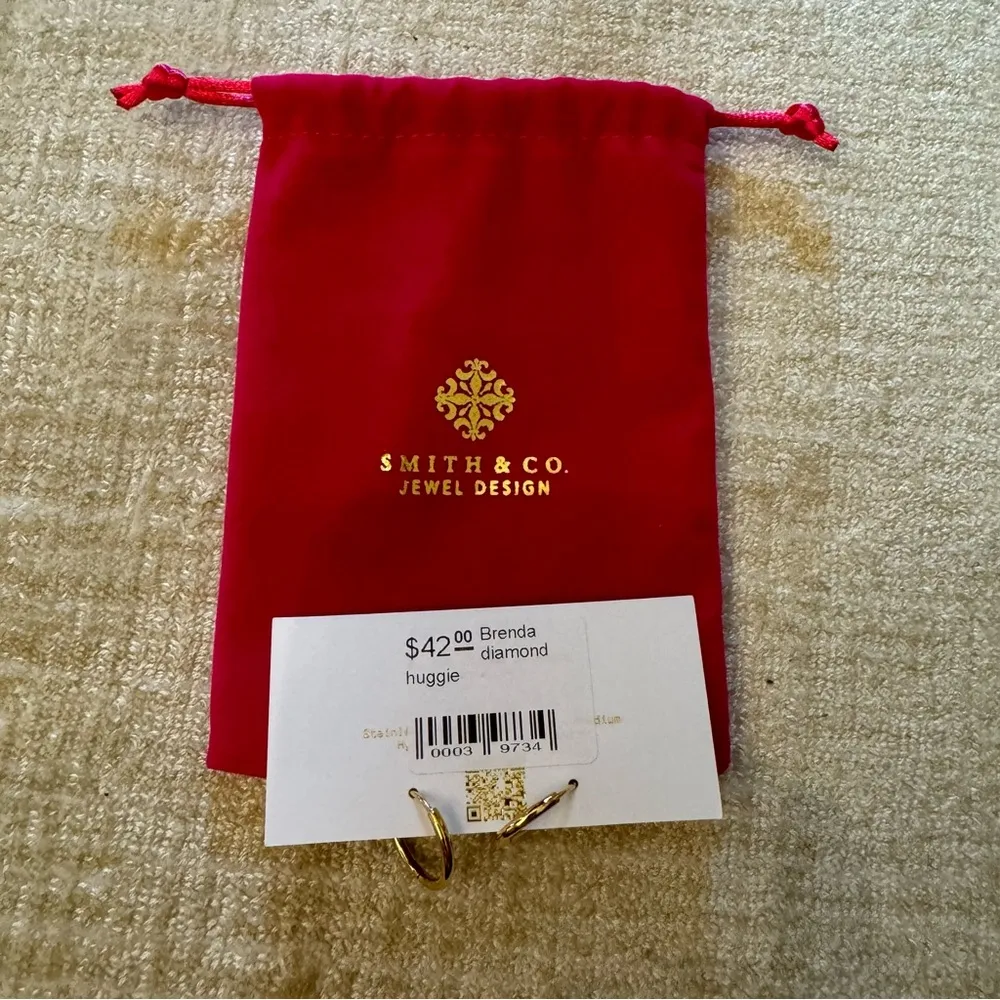 SMITH & CO.
JEWEL DESIGN
$42.00 Brenda
diamond
huggie
0003 9734